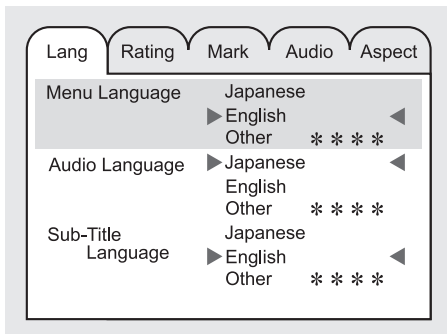 Lang Rating Mark Audio Aspect
Menu Language Japanese
▶English ◀
Other ＊＊＊＊
Audio Language ▶Japanese ◀
English
Other ＊＊＊＊
Sub-Title Japanese
Language ▶English ◀
Other ＊＊＊＊